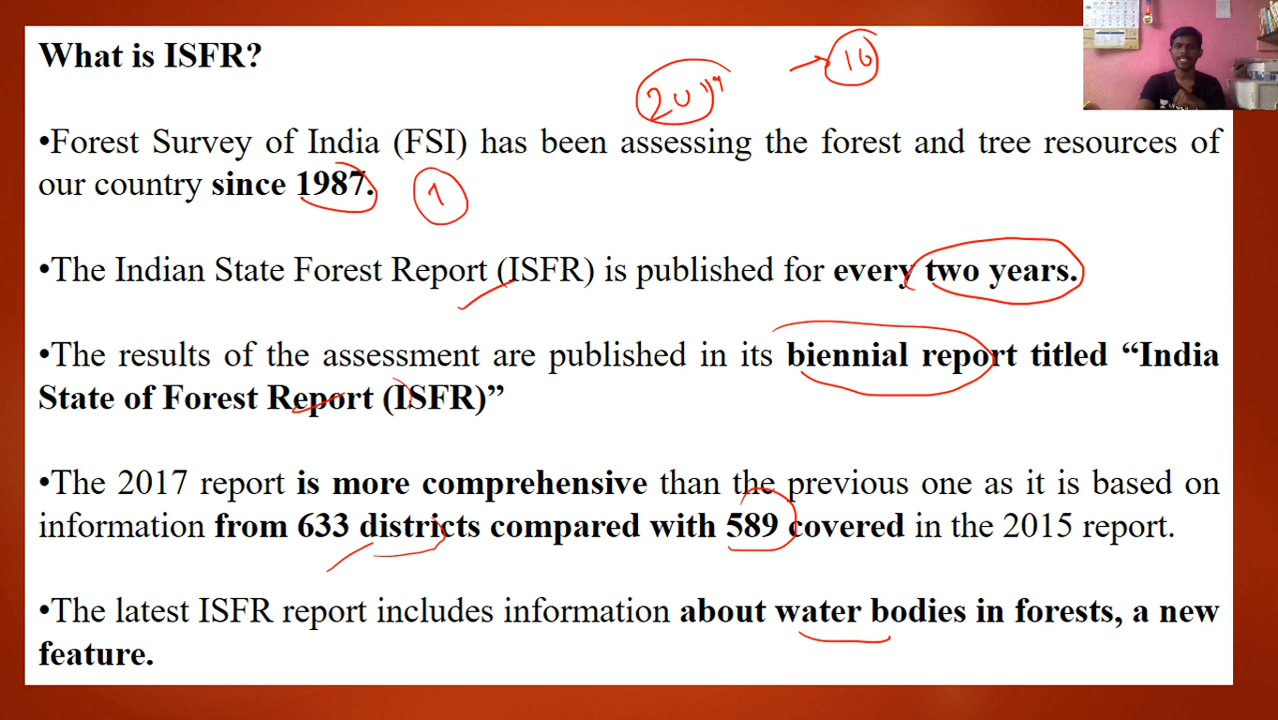 What is ISFR?
16
•Forest Survey of India (FSI) has been assessing the forest and tree resources of
our country since 1987.
1
•The Indian State Forest Report (ISFR) is published for every two years.
•The results of the assessment are published in its biennial report titled “India
State of Forest Report (ISFR)”
•The 2017 report is more comprehensive than the previous one as it is based on
information from 633 districts compared with 589 covered in the 2015 report.
•The latest ISFR report includes information about water bodies in forests, a new
feature.